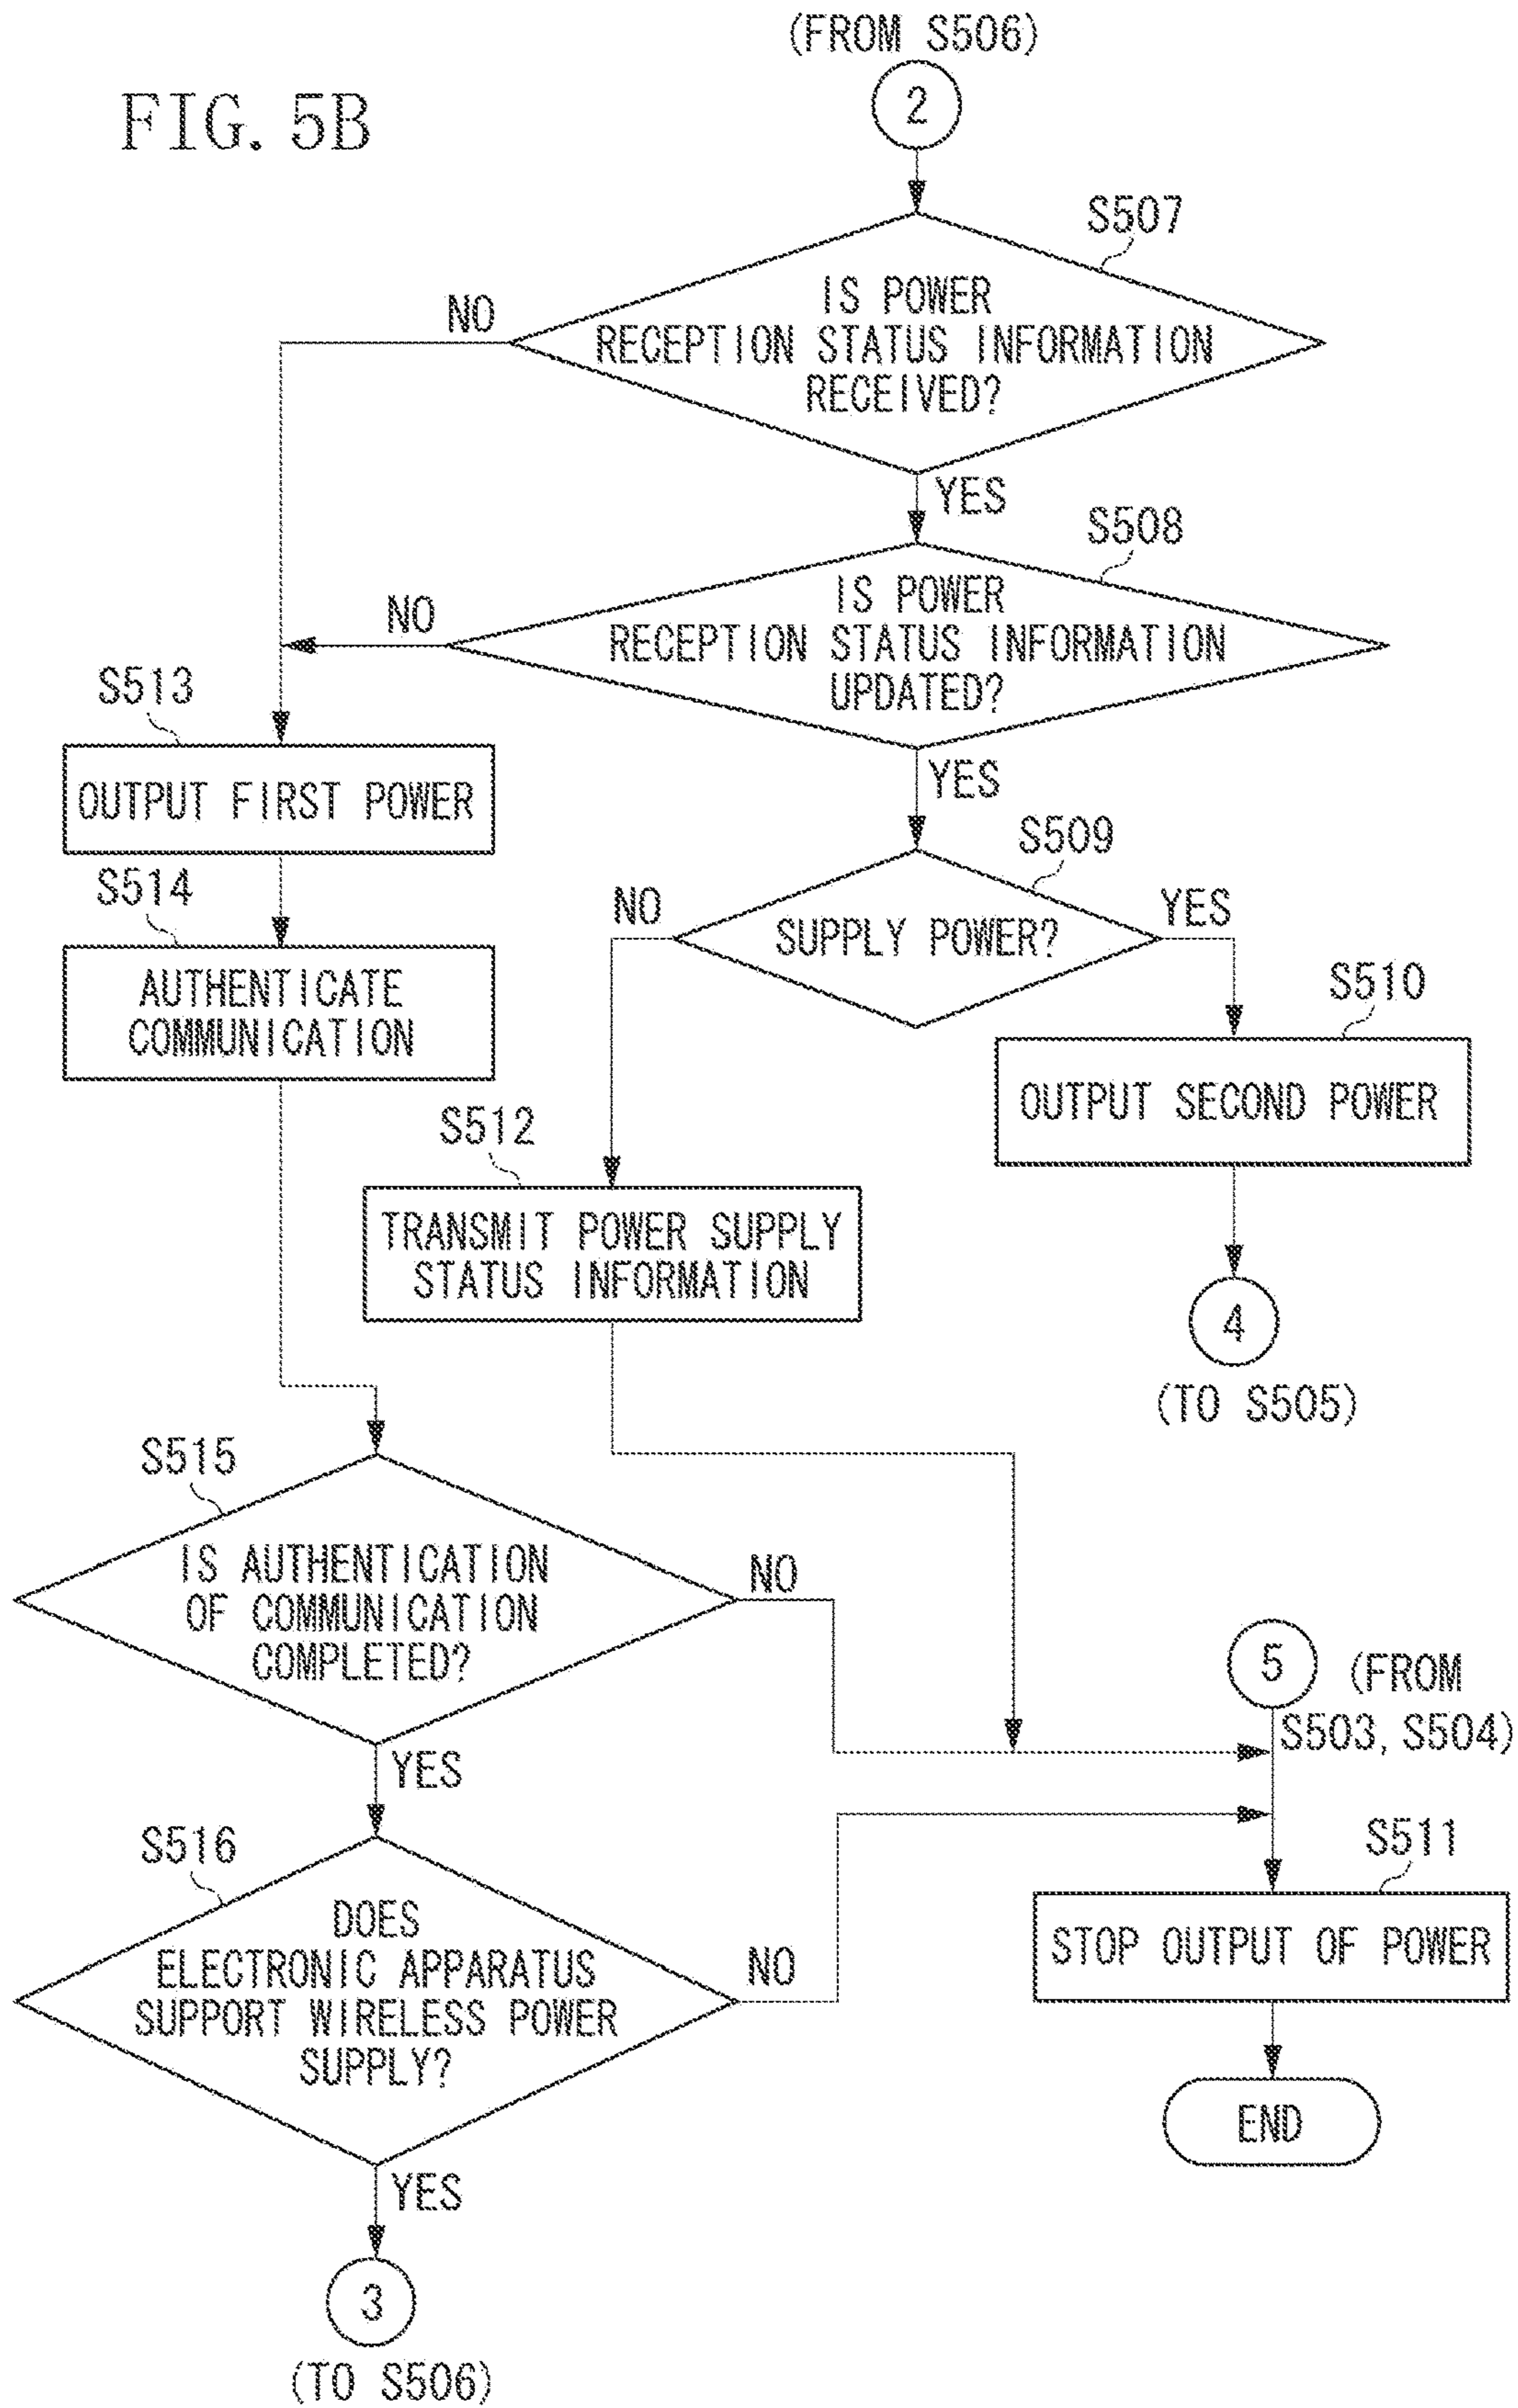 (FROM S506)
FIG. 5B
2
S507
IS POWER
RECEPTION STATUS INFORMATION
RECEIVED?
NO
YES
S508
IS POWER
RECEPTION STATUS INFORMATION
UPDATED?
NO
YES
S513
OUTPUT FIRST POWER
S509
SUPPLY POWER?
NO
YES
S514
AUTHENTICATE
COMMUNICATION
S510
OUTPUT SECOND POWER
S512
TRANSMIT POWER SUPPLY
STATUS INFORMATION
4
(TO S505)
S515
IS AUTHENTICATION
OF COMMUNICATION
COMPLETED?
NO
YES
5
(FROM
S503, S504)
S516
DOES
ELECTRONIC APPARATUS
SUPPORT WIRELESS POWER
SUPPLY?
NO
YES
S511
STOP OUTPUT OF POWER
END
3
(TO S506)